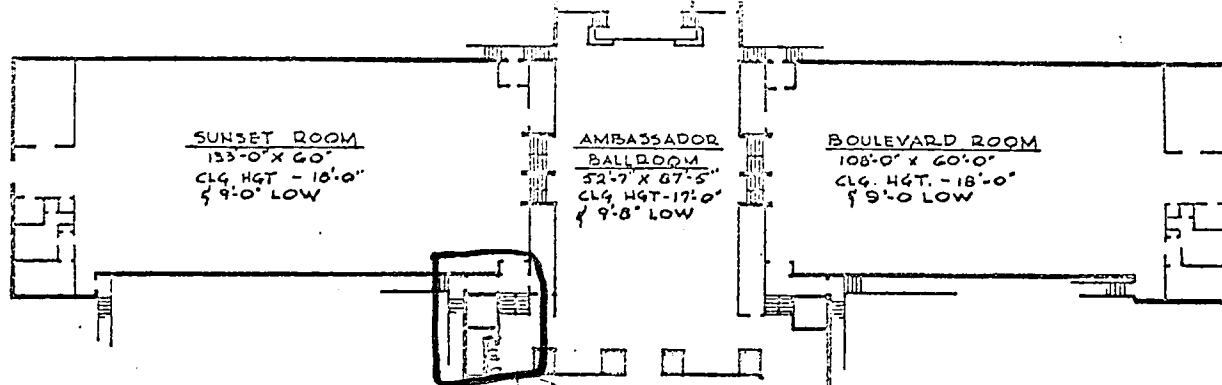 SUNSET ROOM
133'-0" X 60'
CLG. HGT - 18'-0"
& 9'-0" LOW
AMBASSADOR
BALLROOM
52'-7" X 87'-5"
CLG. HGT - 17'-0"
& 9'-8" LOW
BOULEVARD ROOM
108'-0" X 60'-0"
CLG. HGT. - 18'-0"
& 9'-0 LOW